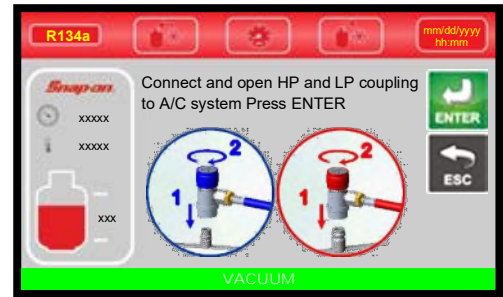 R134a
mm/dd/yyyy
hh:mm
Snap-on
xxxxx
xxxxx
xxx
Connect and open HP and LP coupling
to A/C system Press ENTER
1
2
1
2
ENTER
ESC
VACUUM